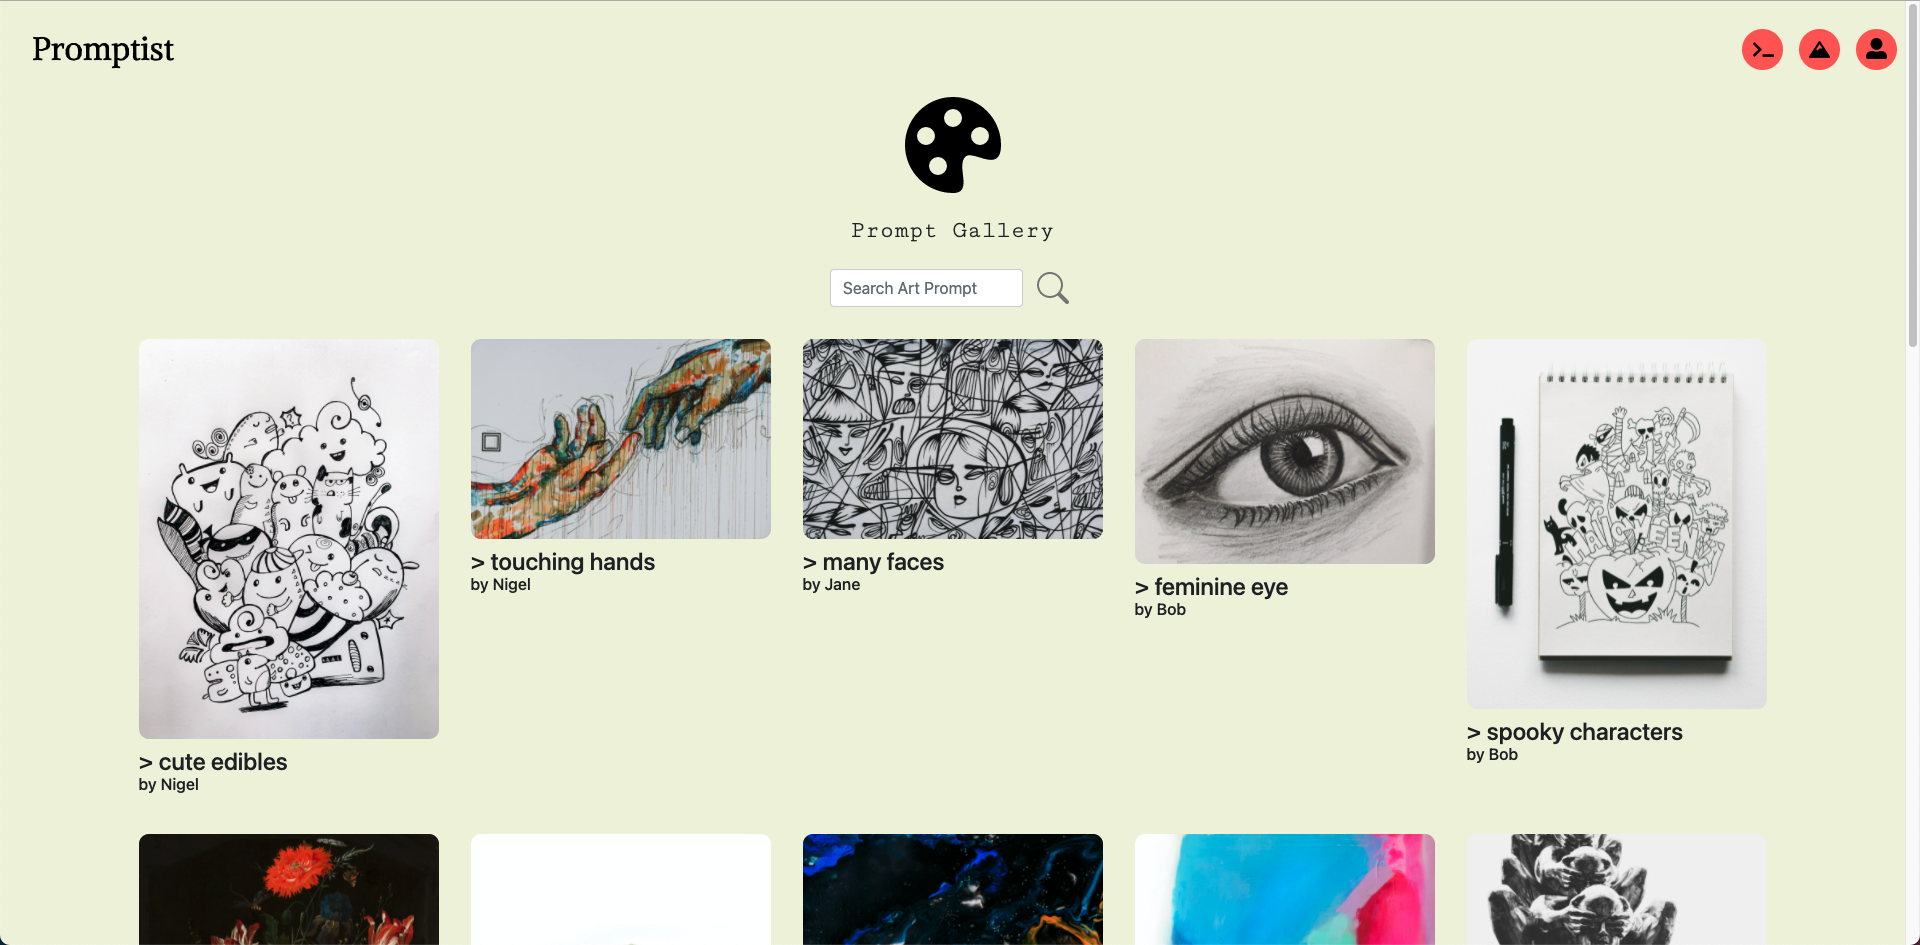 Promptist
Prompt Gallery
Search Art Prompt
> cute edibles
by Nigel
> touching hands
by Nigel
> many faces
by Jane
> feminine eye
by Bob
> spooky characters
by Bob
HALLOWEEN